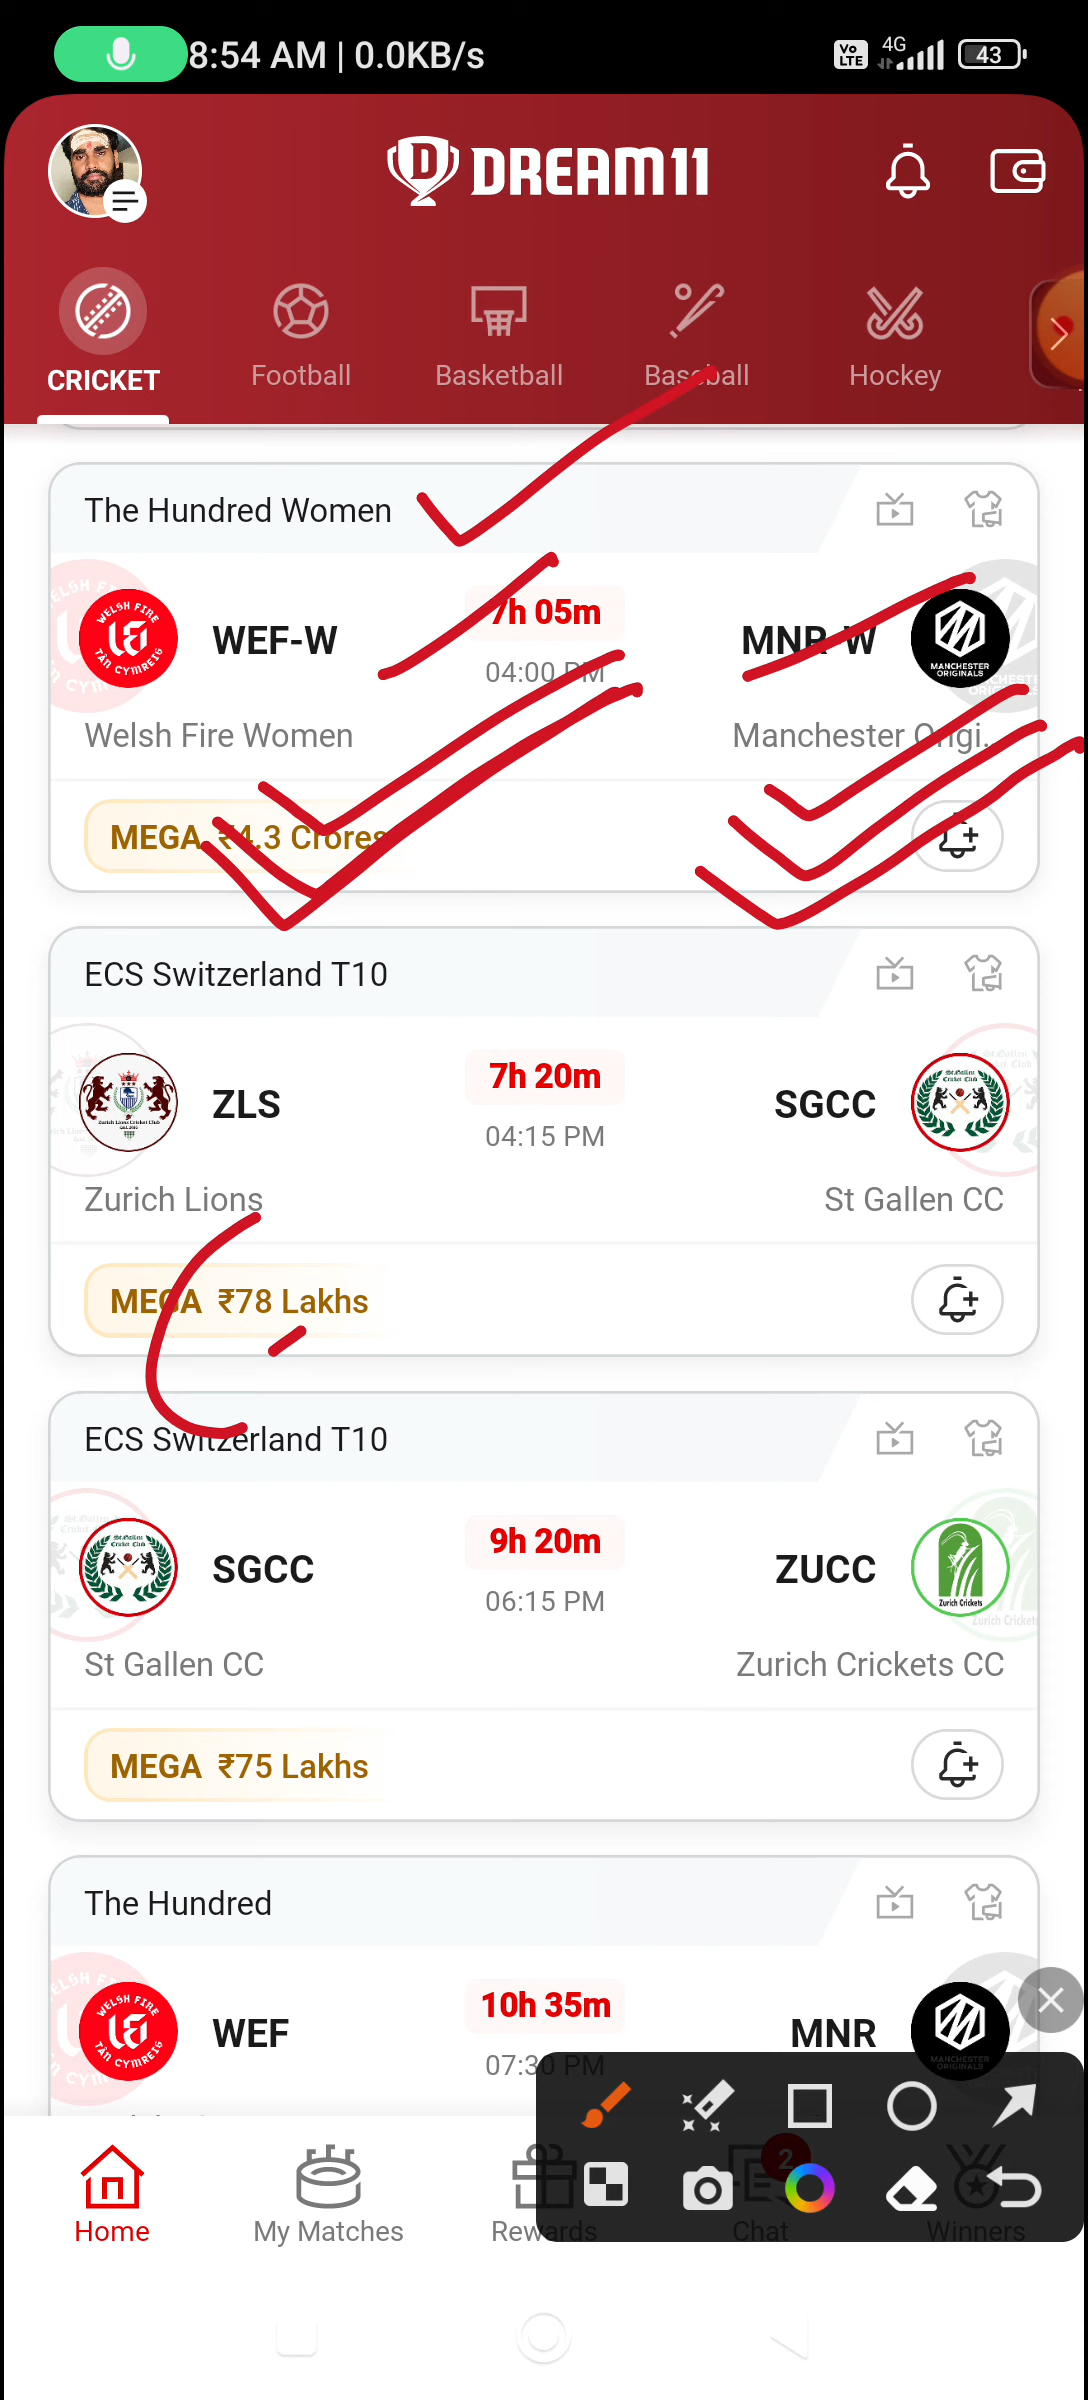 8:54 AM | 0.0KB/s
Vo LTE 4G 43
DREAM11
CRICKET Football Basketball Baseball Hockey
The Hundred Women
WEF-W 7h 05m MNR-W
04:00 PM
Welsh Fire Women Manchester Origi...
MEGA ₹4.3 Crores
ECS Switzerland T10
ZLS 7h 20m SGCC
04:15 PM
Zurich Lions St Gallen CC
MEGA ₹78 Lakhs
ECS Switzerland T10
SGCC 9h 20m ZUCC
06:15 PM
St Gallen CC Zurich Crickets CC
MEGA ₹75 Lakhs
The Hundred
WEF 10h 35m MNR
07:30 PM
2
Home My Matches Rewards Chat Winners